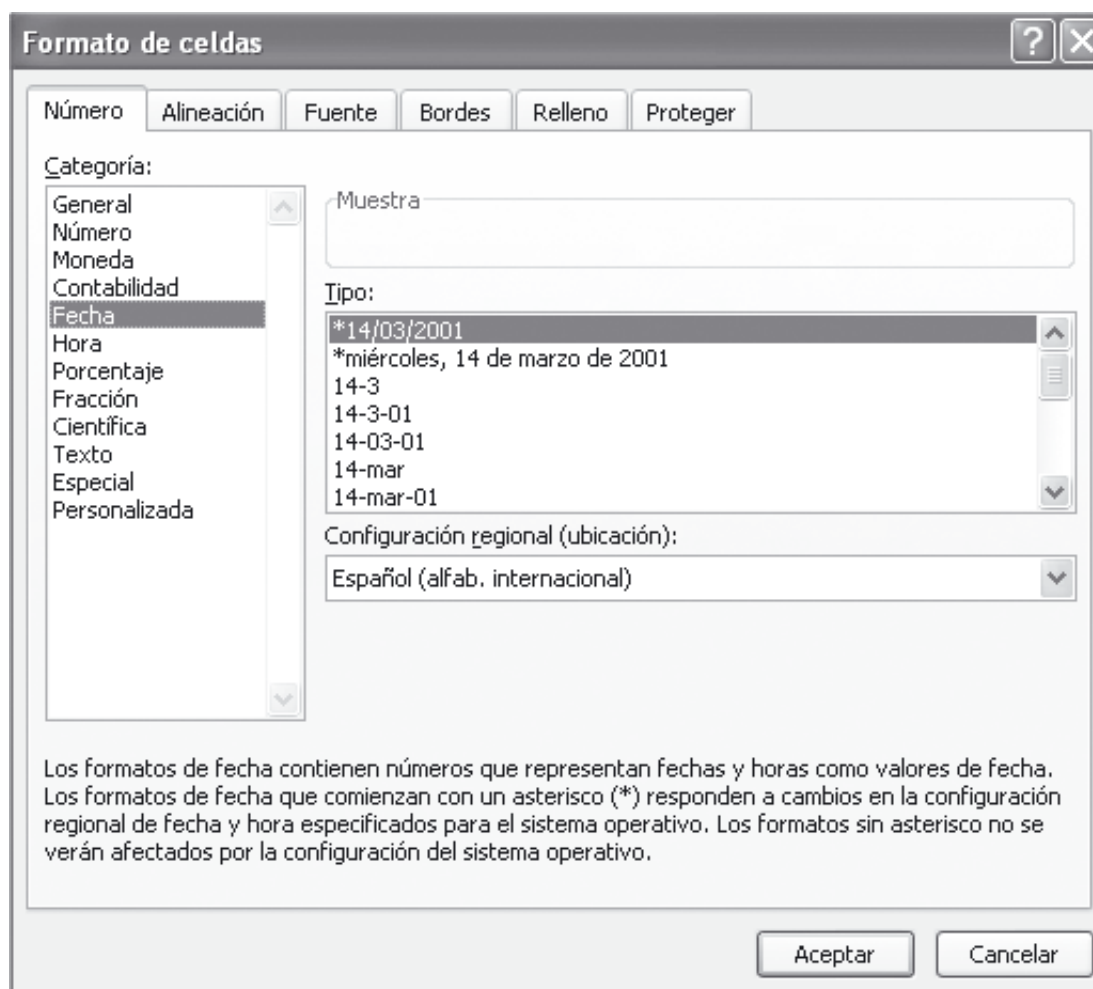 Formato de celdas
Número Alineación Fuente Bordes Relleno Proteger
Categoría:
General
Número
Moneda
Contabilidad
Fecha
Hora
Porcentaje
Fracción
Científica
Texto
Especial
Personalizada
Muestra
Tipo:
*14/03/2001
*miércoles, 14 de marzo de 2001
14-3
14-3-01
14-03-01
14-mar
14-mar-01
Configuración regional (ubicación):
Español (alfab. internacional)
Los formatos de fecha contienen números que representan fechas y horas como valores de fecha.
Los formatos de fecha que comienzan con un asterisco (*) responden a cambios en la configuración
regional de fecha y hora especificados para el sistema operativo. Los formatos sin asterisco no se
verán afectados por la configuración del sistema operativo.
Aceptar Cancelar